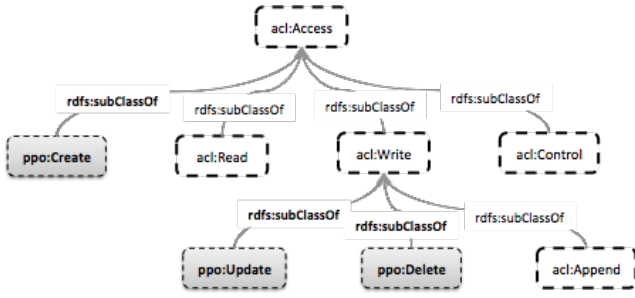 acl:Access
rdfs:subClassOf
rdfs:subClassOf
rdfs:subClassOf
rdfs:subClassOf
ppo:Create
acl:Read
acl:Write
acl:Control
rdfs:subClassOf
rdfs:subClassOf
rdfs:subClassOf
ppo:Update
ppo:Delete
acl:Append